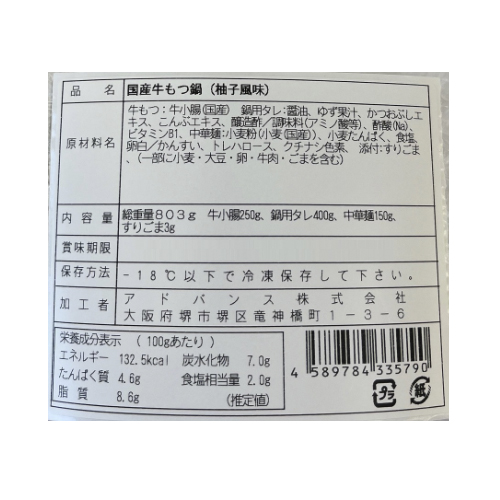 品 名 国産牛もつ鍋（柚子風味）
原材料名
牛もつ：牛小腸（国産） 鍋用タレ：醤油、ゆず果汁、かつおぶしエ
キス、こんぶエキス、醸造酢／調味料（アミノ酸等）、酢酸（Na）、
ビタミンB1、中華麺：小麦粉（小麦（国産））、小麦たんぱく、食塩、
卵白／かんすい、トレハロース、クチナシ色素、 添付：すりごま
、（一部に小麦・大豆・卵・牛肉・ごまを含む）
内容量 総重量８０３ｇ 牛小腸250g、鍋用タレ400g、中華麺150g、
すりごま3g
賞味期限
保存方法 －１８℃以下で冷凍保存して下さい。
加工者 アドバンス株式会社
大阪府堺市堺区竜神橋町１－３－６
栄養成分表示 （100gあたり）
エネルギー 132.5kcal 炭水化物 7.0g
たんぱく質 4.6g 食塩相当量 2.0g
脂 質 8.6g （推定値）
4 589784 335790
プラ 紙